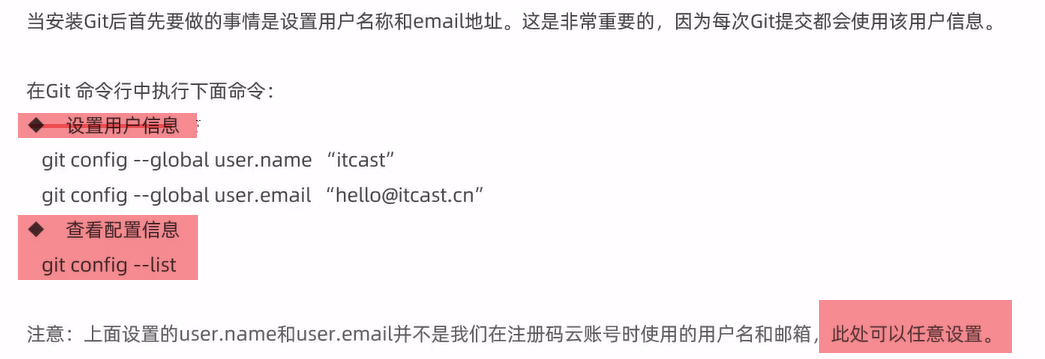 当安装Git后首先要做的事情是设置用户名称和email地址。这是非常重要的，因为每次Git提交都会使用该用户信息。
在Git 命令行中执行下面命令：
◆ 设置用户信息
git config --global user.name “itcast”
git config --global user.email “hello@itcast.cn”
◆ 查看配置信息
git config --list
注意：上面设置的user.name和user.email并不是我们在注册码云账号时使用的用户名和邮箱，此处可以任意设置。